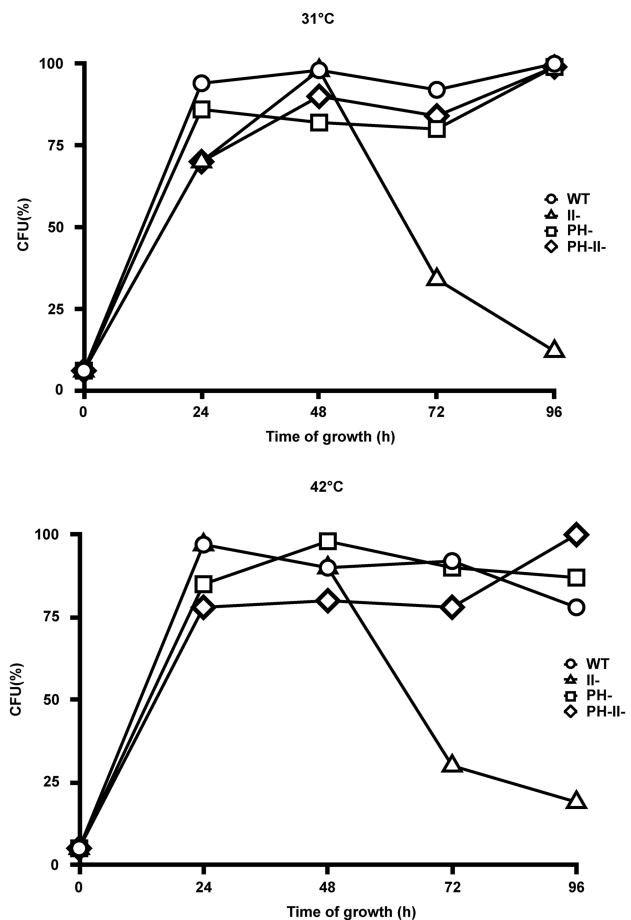 31°C
100
75
50
25
0
CFU(%)
WT
II-
PH-
PH-II-
0 24 48 72 96
Time of growth (h)
42°C
100
75
50
25
0
CFU(%)
WT
II-
PH-
PH-II-
0 24 48 72 96
Time of growth (h)